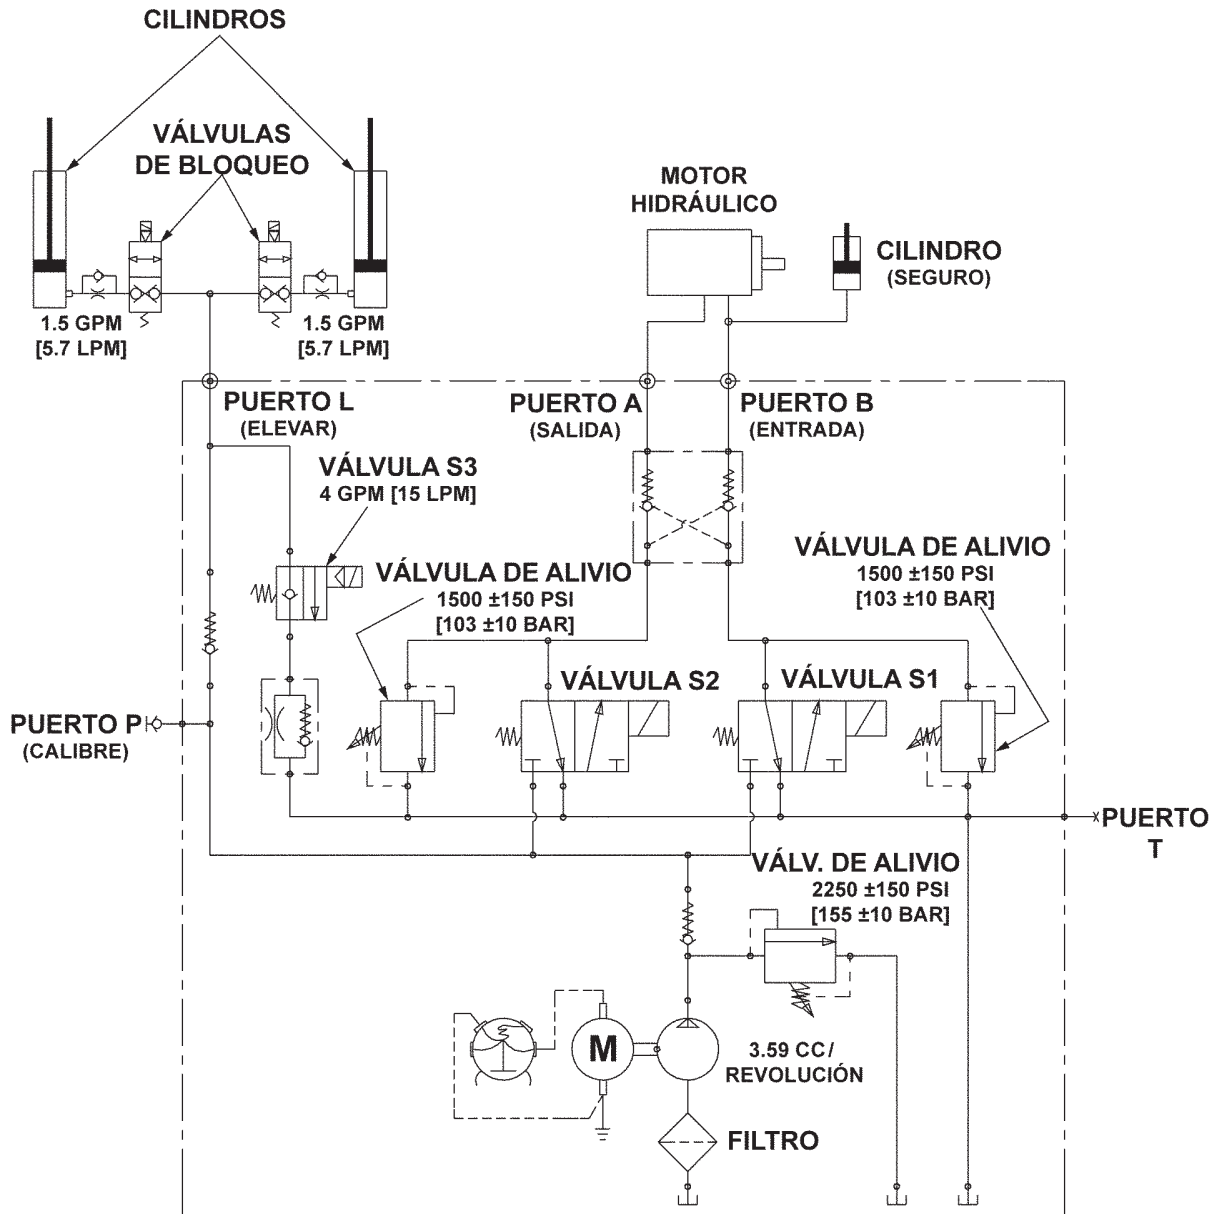 CILINDROS
VÁLVULAS
DE BLOQUEO
MOTOR
HIDRÁULICO
CILINDRO
(SEGURO)
1.5 GPM
[5.7 LPM]
1.5 GPM
[5.7 LPM]
PUERTO L
(ELEVAR)
PUERTO A
(SALIDA)
PUERTO B
(ENTRADA)
VÁLVULA S3
4 GPM [15 LPM]
VÁLVULA DE ALIVIO
1500 ±150 PSI
[103 ±10 BAR]
VÁLVULA DE ALIVIO
1500 ±150 PSI
[103 ±10 BAR]
VÁLVULA S2
VÁLVULA S1
PUERTO P
(CALIBRE)
PUERTO
T
VÁLV. DE ALIVIO
2250 ±150 PSI
[155 ±10 BAR]
M
3.59 CC/
REVOLUCIÓN
FILTRO